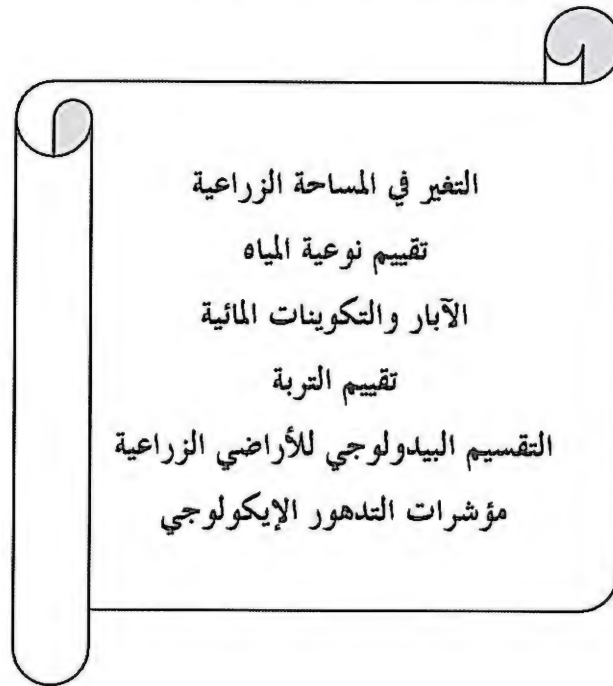 التغير في المساحة الزراعية
تقييم نوعية المياه
الآبار والتكوينات المائية
تقييم التربة
التقسيم البيدولوجي للأراضي الزراعية
مؤشرات التدهور الإيكولوجي